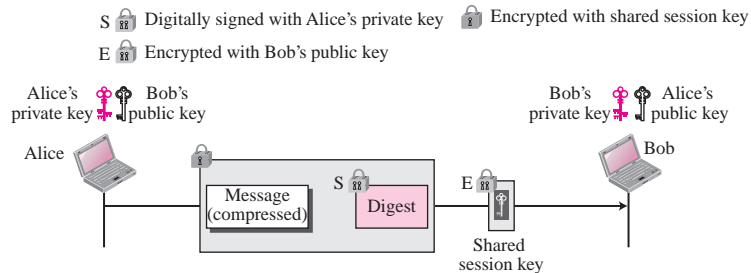 S Digitally signed with Alice's private key
Encrypted with shared session key
E Encrypted with Bob's public key
Alice's private key
Bob's public key
Bob's private key
Alice's public key
Alice
Bob
S
E
Message
(compressed)
Digest
Shared
session key